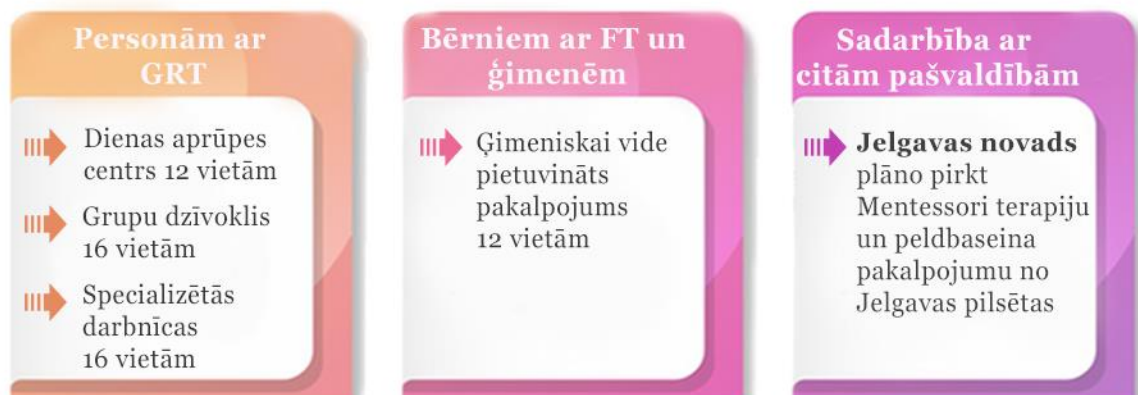 Personām ar
GRT
Dienas aprūpes
centrs 12 vietām
Grupu dzīvoklis
16 vietām
Specializētās
darbnīcas
16 vietām
Bērniem ar FT un
ģimenēm
Ģimeniskai vide
pietuvināts
pakalpojums
12 vietām
Sadarbība ar
citām pašvaldībām
Jelgavas novads
plāno pirkt
Mentessori terapiju
un peldbaseina
pakalpojumu no
Jelgavas pilsētas